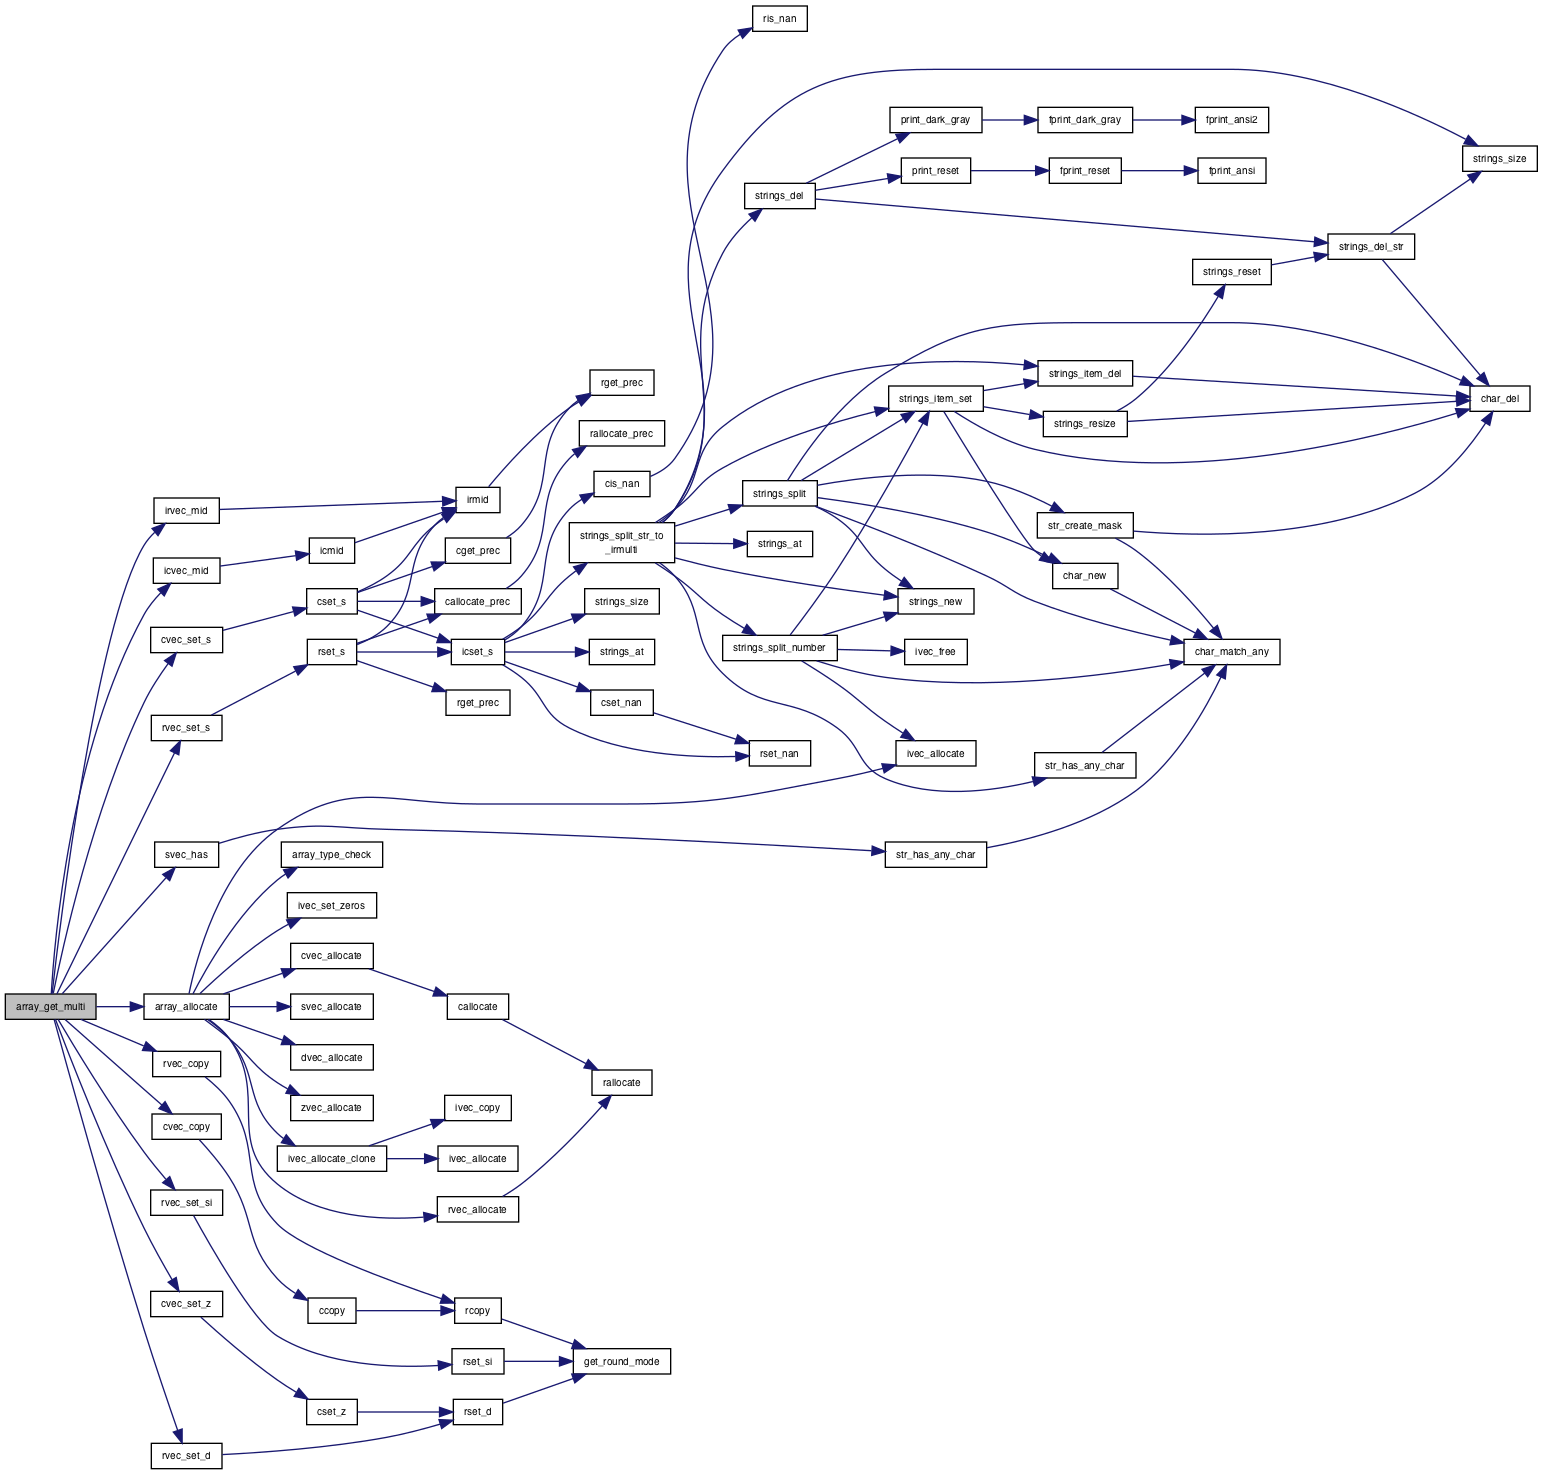 ris_nan
print_dark_gray
fprint_dark_gray
fprint_ansi2
strings_size
print_reset
fprint_reset
fprint_ansi
strings_del
strings_del_str
strings_reset
rget_prec
strings_item_del
strings_item_set
char_del
strings_resize
rallocate_prec
cis_nan
strings_split
irvec_mid
irmid
str_create_mask
strings_split_str_to
_irmulti
strings_at
icvec_mid
icmid
cget_prec
char_new
cset_s
callocate_prec
strings_size
strings_new
cvec_set_s
rset_s
icset_s
strings_at
strings_split_number
ivec_free
char_match_any
rget_prec
cset_nan
rvec_set_s
rset_nan
ivec_allocate
str_has_any_char
svec_has
array_type_check
str_has_any_char
ivec_set_zeros
cvec_allocate
array_get_multi
array_allocate
svec_allocate
callocate
dvec_allocate
rvec_copy
rallocate
zvec_allocate
ivec_copy
cvec_copy
ivec_allocate_clone
ivec_allocate
rvec_set_si
rvec_allocate
cvec_set_z
ccopy
rcopy
rset_si
get_round_mode
cset_z
rset_d
rvec_set_d